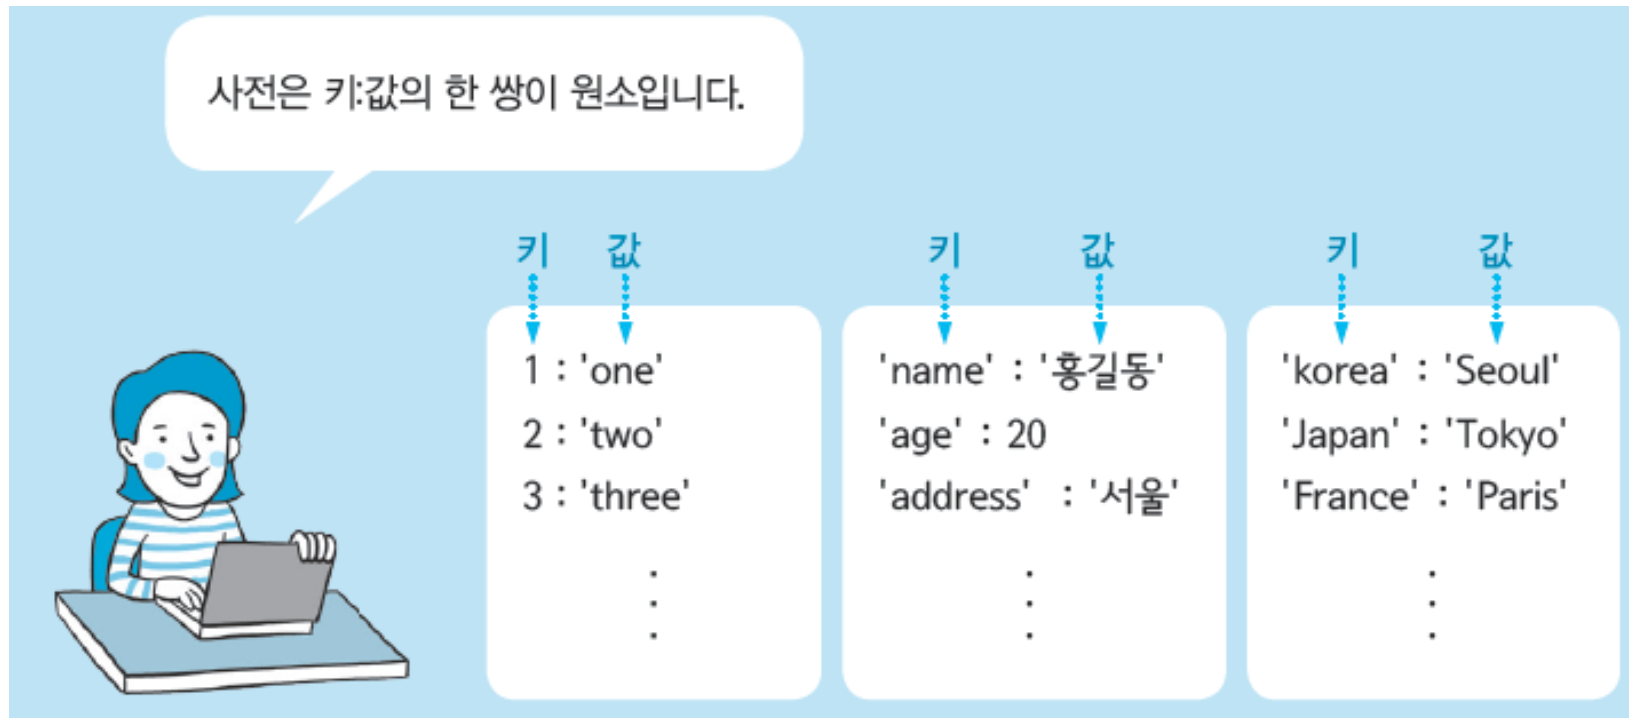 사전은 키:값의 한 쌍이 원소입니다.
키 값
1 : 'one'
2 : 'two'
3 : 'three'
키 값
'name' : '홍길동'
'age' : 20
'address' : '서울'
키 값
'korea' : 'Seoul'
'Japan' : 'Tokyo'
'France' : 'Paris'